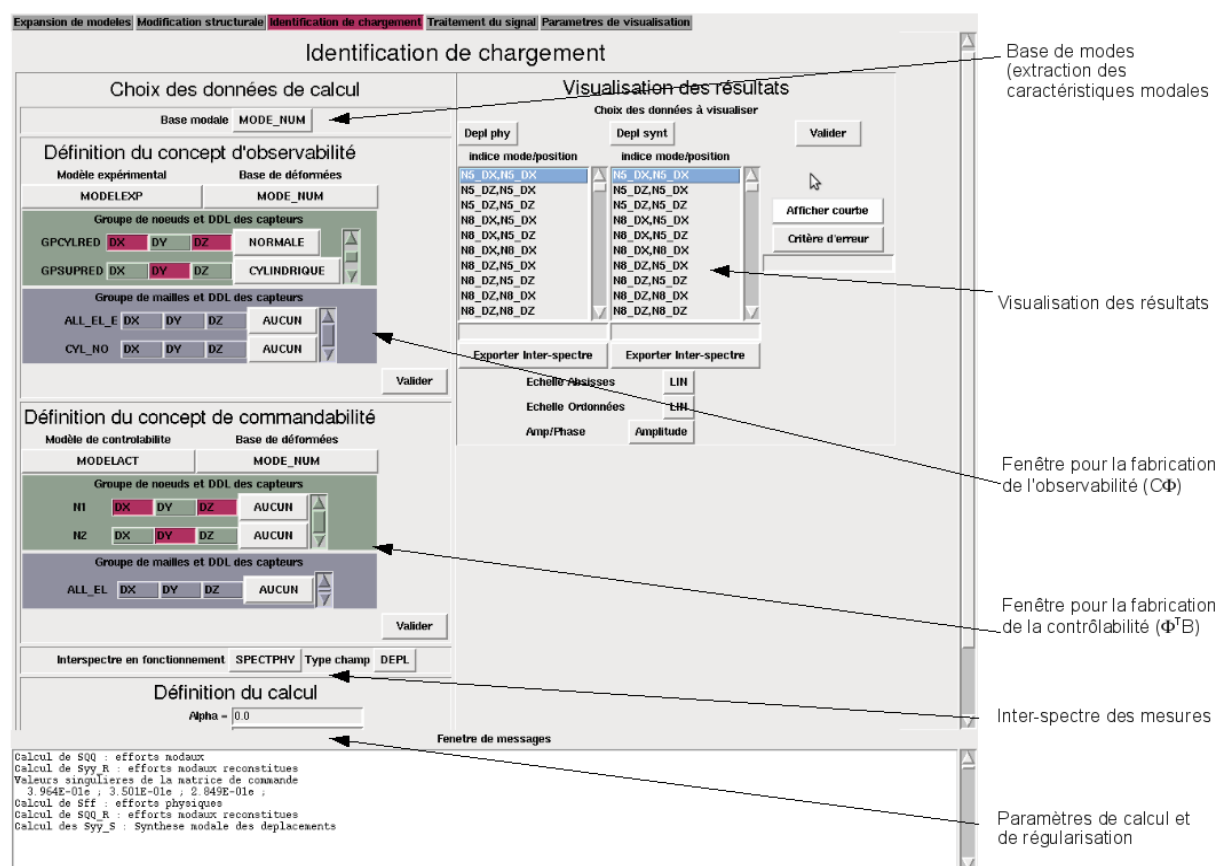 Expansion de modeles Modification structurale Identification de chargement Traitement du signal Parametres de visualisation
Identification de chargement
Choix des données de calcul
Base modale MODE_NUM
Définition du concept d'observabilité
Modèle expérimental Base de déformées
MODELEXP MODE_NUM
Groupe de noeuds et DDL des capteurs
GPCYLRED DX DY DZ NORMALE
GPSUPRED DX DY DZ CYLINDRIQUE
Groupe de mailles et DDL des capteurs
ALL_EL_E DX DY DZ AUCUN
CYL_NO DX DY DZ AUCUN
Valider
Définition du concept de commandabilité
Modèle de controlabilite Base de déformées
MODELACT MODE_NUM
Groupe de noeuds et DDL des capteurs
N1 DX DY DZ AUCUN
N2 DX DY DZ AUCUN
Groupe de mailles et DDL des capteurs
ALL_EL DX DY DZ AUCUN
Valider
Interspectre en fonctionnement SPECTPHY Type champ DEPL
Définition du calcul
Alpha = 0.0
Visualisation des résultats
Choix des données à visualiser
Depl phy Depl synt Valider
indice mode/position indice mode/position
N5_DX,N5_DX N5_DX,N5_DX
N5_DZ,N5_DX N5_DZ,N5_DX
N5_DZ,N5_DZ N5_DZ,N5_DZ
N8_DX,N5_DX N8_DX,N5_DX
N8_DX,N5_DZ N8_DX,N5_DZ
N8_DX,N8_DX N8_DX,N8_DX
N8_DZ,N5_DX N8_DZ,N5_DX
N8_DZ,N5_DZ N8_DZ,N5_DZ
N8_DZ,N8_DX N8_DZ,N8_DX
N8_DZ,N8_DZ N8_DZ,N8_DZ
Afficher courbe
Critère d'erreur
Exporter Inter-spectre Exporter Inter-spectre
Echelle Absisses LIN
Echelle Ordonnées LIN
Amp/Phase Amplitude
Fenetre de messages
Calcul de SQQ : efforts modaux
Calcul de Syy_R : efforts modaux reconstitues
Valeurs singulieres de la matrice de commande
3.964E-01e ; 3.501E-01e ; 2.849E-01e ;
Calcul de Sff : efforts physiques
Calcul de SQQ_R : efforts modaux reconstitues
Calcul des Syy_S : Synthese modale des deplacements
Base de modes
(extraction des
caractéristiques modales
Visualisation des résultats
Fenêtre pour la fabrication
de l'observabilité (CΦ)
Fenêtre pour la fabrication
de la contrôlabilité (ΦᵀB)
Inter-spectre des mesures
Paramètres de calcul et
de régularisation